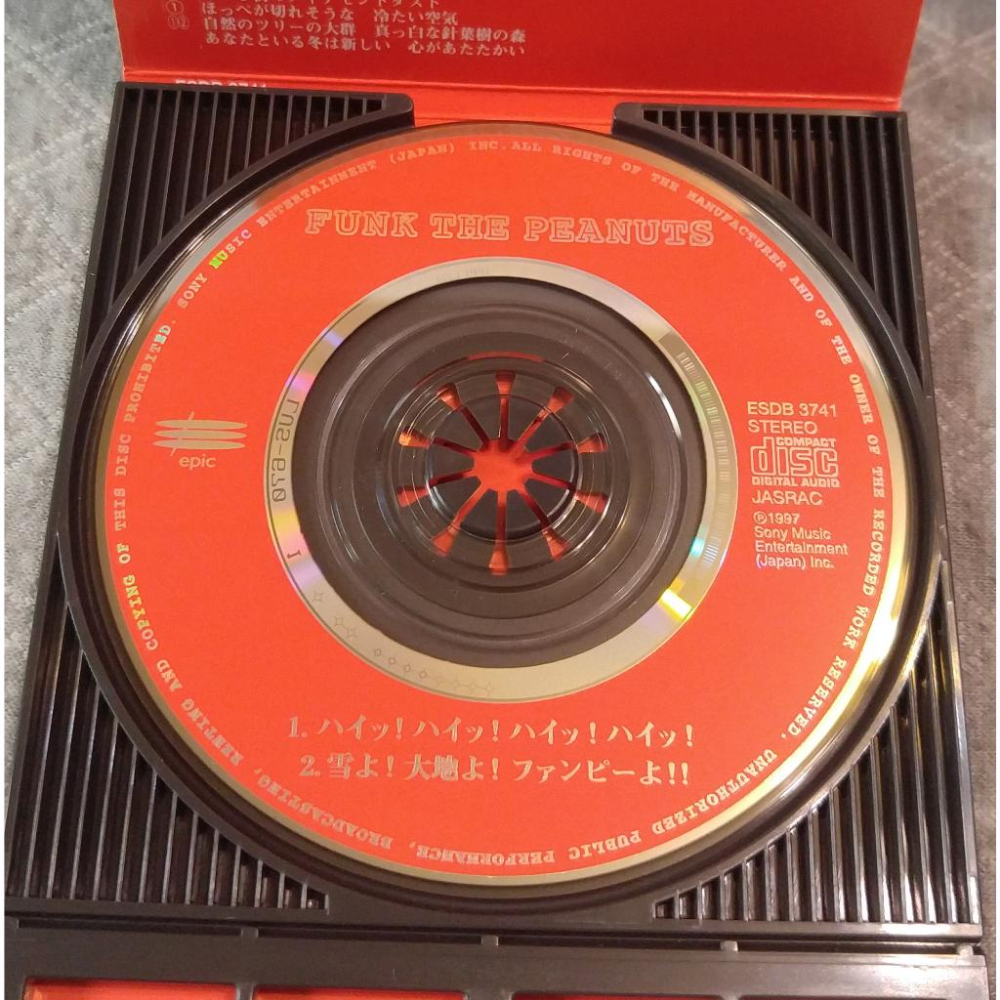 ① ほっぺが切れそうな 冷たい空気
自然のツリーの大群 真っ白な針葉樹の森
あなたといる冬は新しい 心があたたかい
SONY MUSIC ENTERTAINMENT (JAPAN) INC. ALL RIGHTS OF THE MANUFACTURER AND OF THE OWNER OF THE RECORDED WORK RESERVED. UNAUTHORIZED PUBLIC PERFORMANCE, BROADCASTING, RENTING AND COPYING OF THIS DISC PROHIBITED.
FUNK THE PEANUTS
epic
ESDB 3741
STEREO
COMPACT
disc
DIGITAL AUDIO
JASRAC
℗1997
Sony Music
Entertainment
(Japan) Inc.
1. ハイッ! ハイッ! ハイッ! ハイッ!
2. 雪よ! 大地よ! ファンピーよ!!